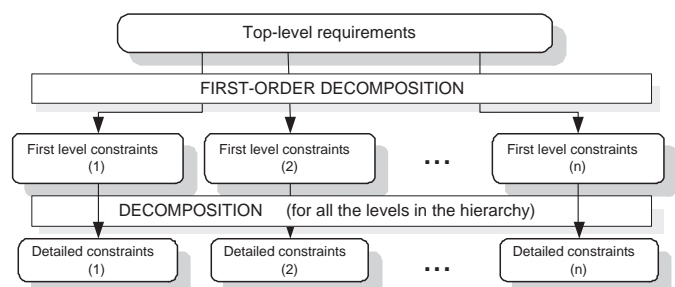 Top-level requirements
FIRST-ORDER DECOMPOSITION
First level constraints
(1)
First level constraints
(2)
...
First level constraints
(n)
DECOMPOSITION (for all the levels in the hierarchy)
Detailed constraints
(1)
Detailed constraints
(2)
...
Detailed constraints
(n)